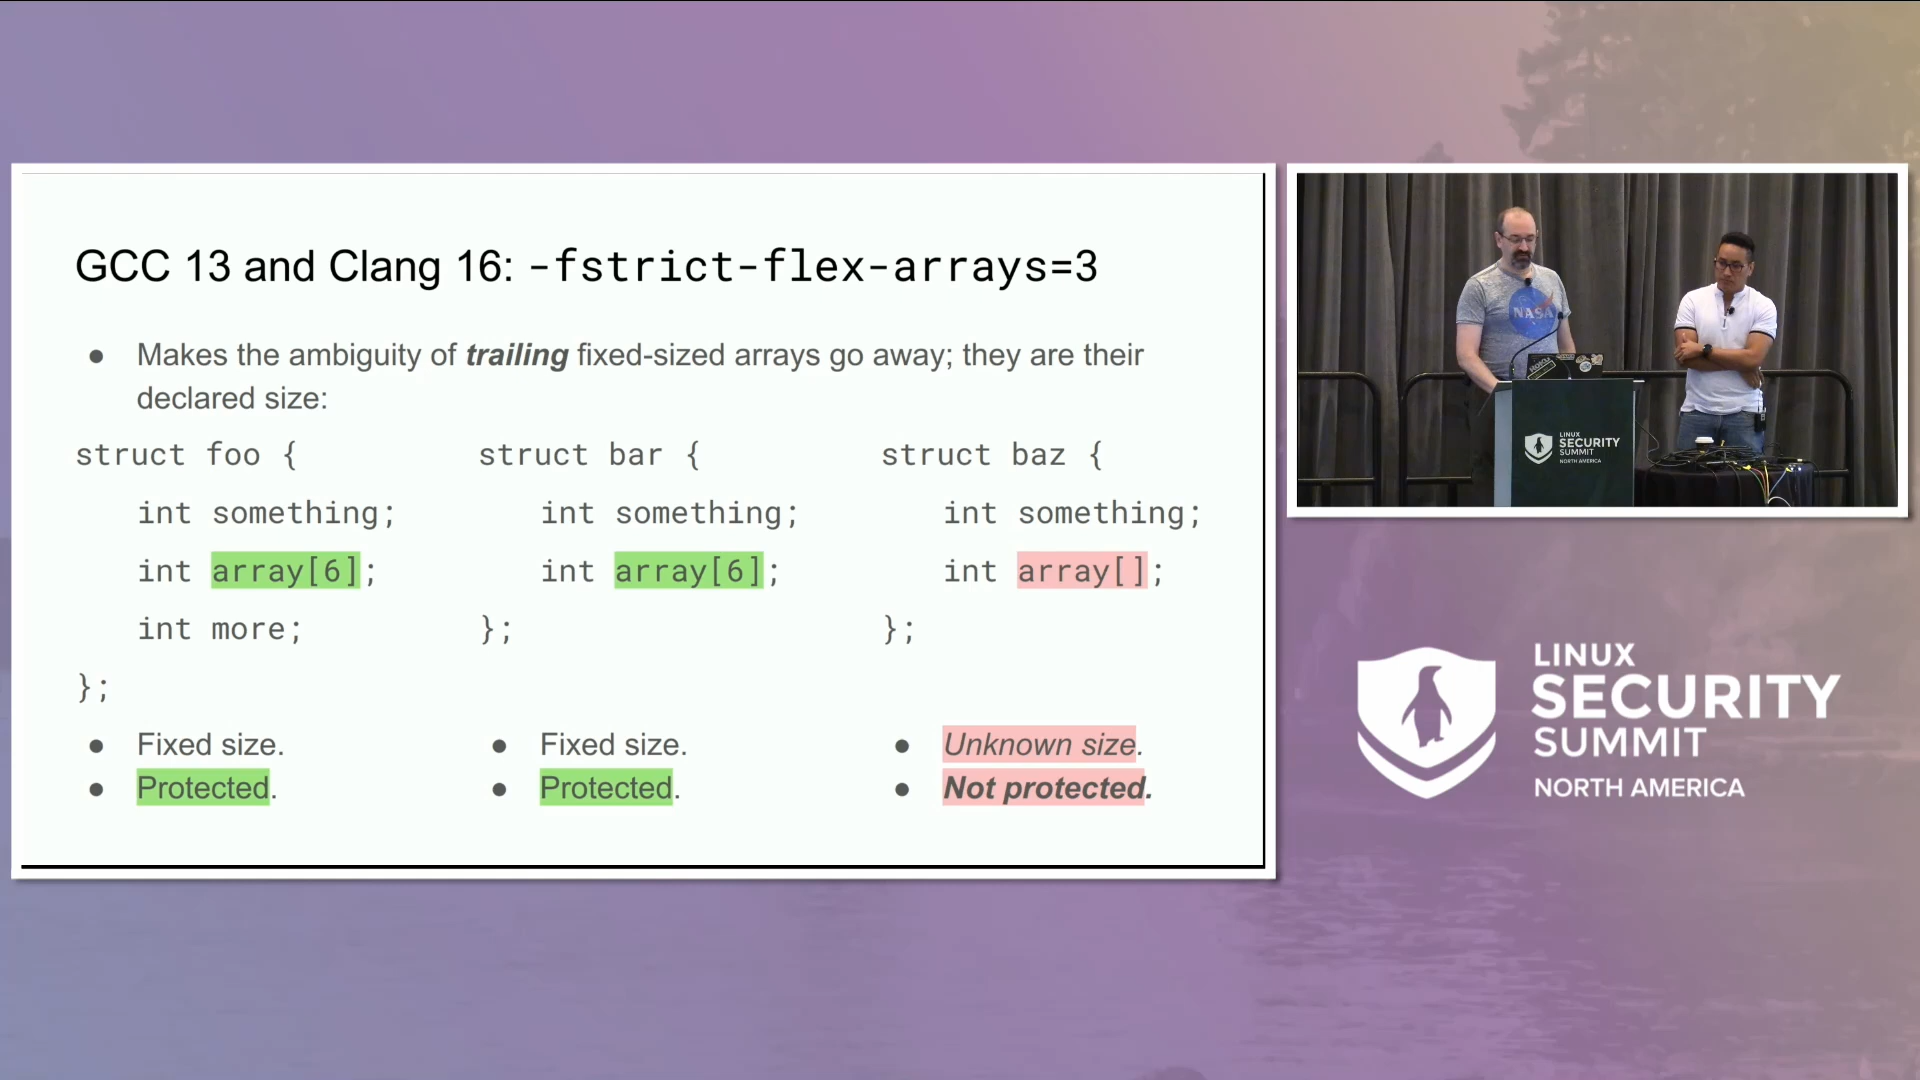 GCC 13 and Clang 16: -fstrict-flex-arrays=3
● Makes the ambiguity of trailing fixed-sized arrays go away; they are their
declared size:
struct foo {
int something;
int array[6];
int more;
};
● Fixed size.
● Protected.
struct bar {
int something;
int array[6];
};
● Fixed size.
● Protected.
struct baz {
int something;
int array[];
};
● Unknown size.
● Not protected.
NASA
LINUX
SECURITY
SUMMIT
NORTH AMERICA
LINUX
SECURITY
SUMMIT
NORTH AMERICA